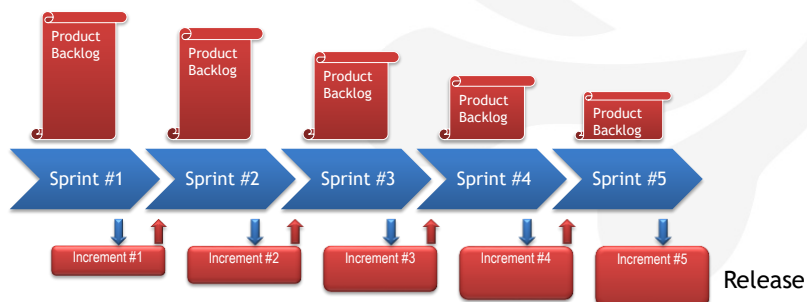 Product
Backlog
Product
Backlog
Product
Backlog
Product
Backlog
Product
Backlog
Sprint #1
Sprint #2
Sprint #3
Sprint #4
Sprint #5
Increment #1
Increment #2
Increment #3
Increment #4
Increment #5
Release